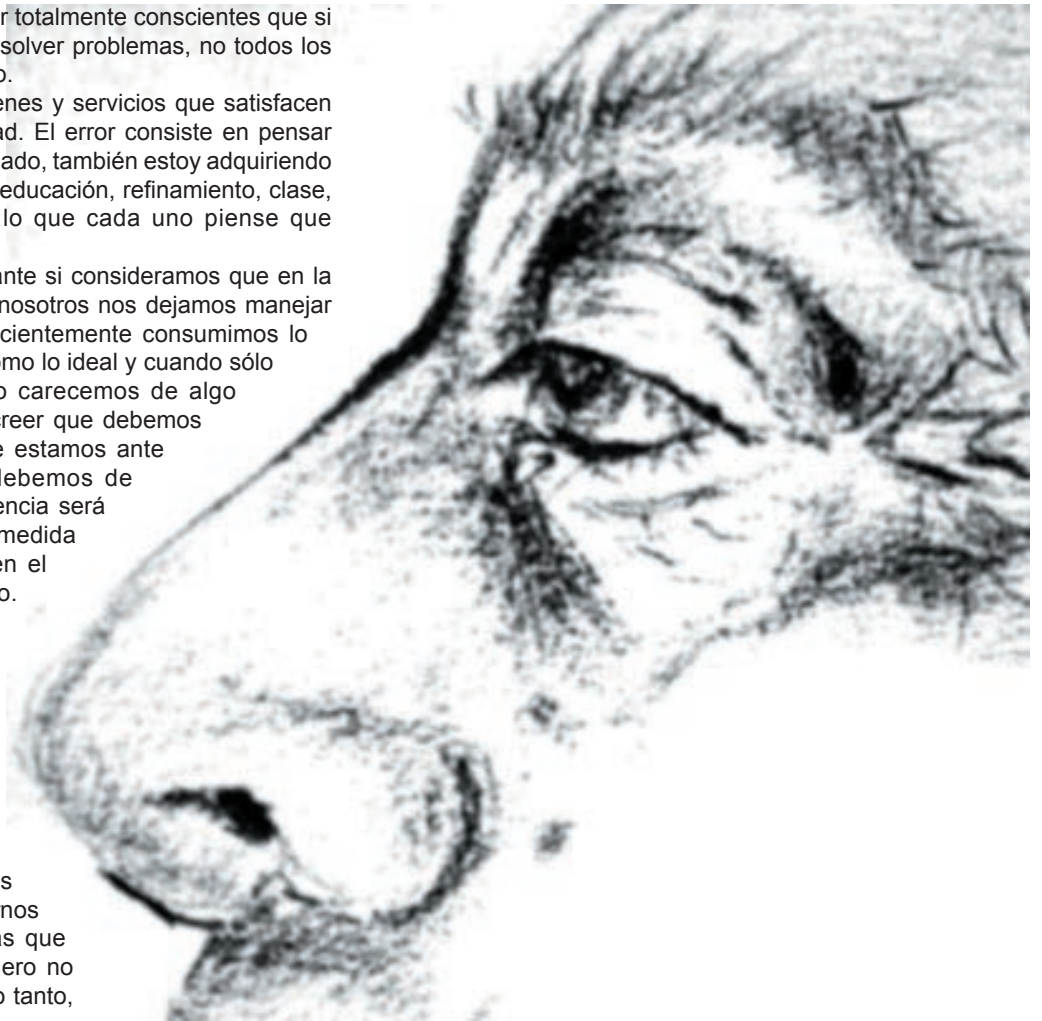 r totalmente conscientes que si
solver problemas, no todos los
o.
enes y servicios que satisfacen
ad. El error consiste en pensar
ado, también estoy adquiriendo
educación, refinamiento, clase,
lo que cada uno piense que
ante si consideramos que en la
nosotros nos dejamos manejar
cientemente consumimos lo
omo lo ideal y cuando sólo
o carecemos de algo
creer que debemos
e estamos ante
debemos de
encia será
medida
en el
o.
s
rnos
as que
ero no
o tanto,